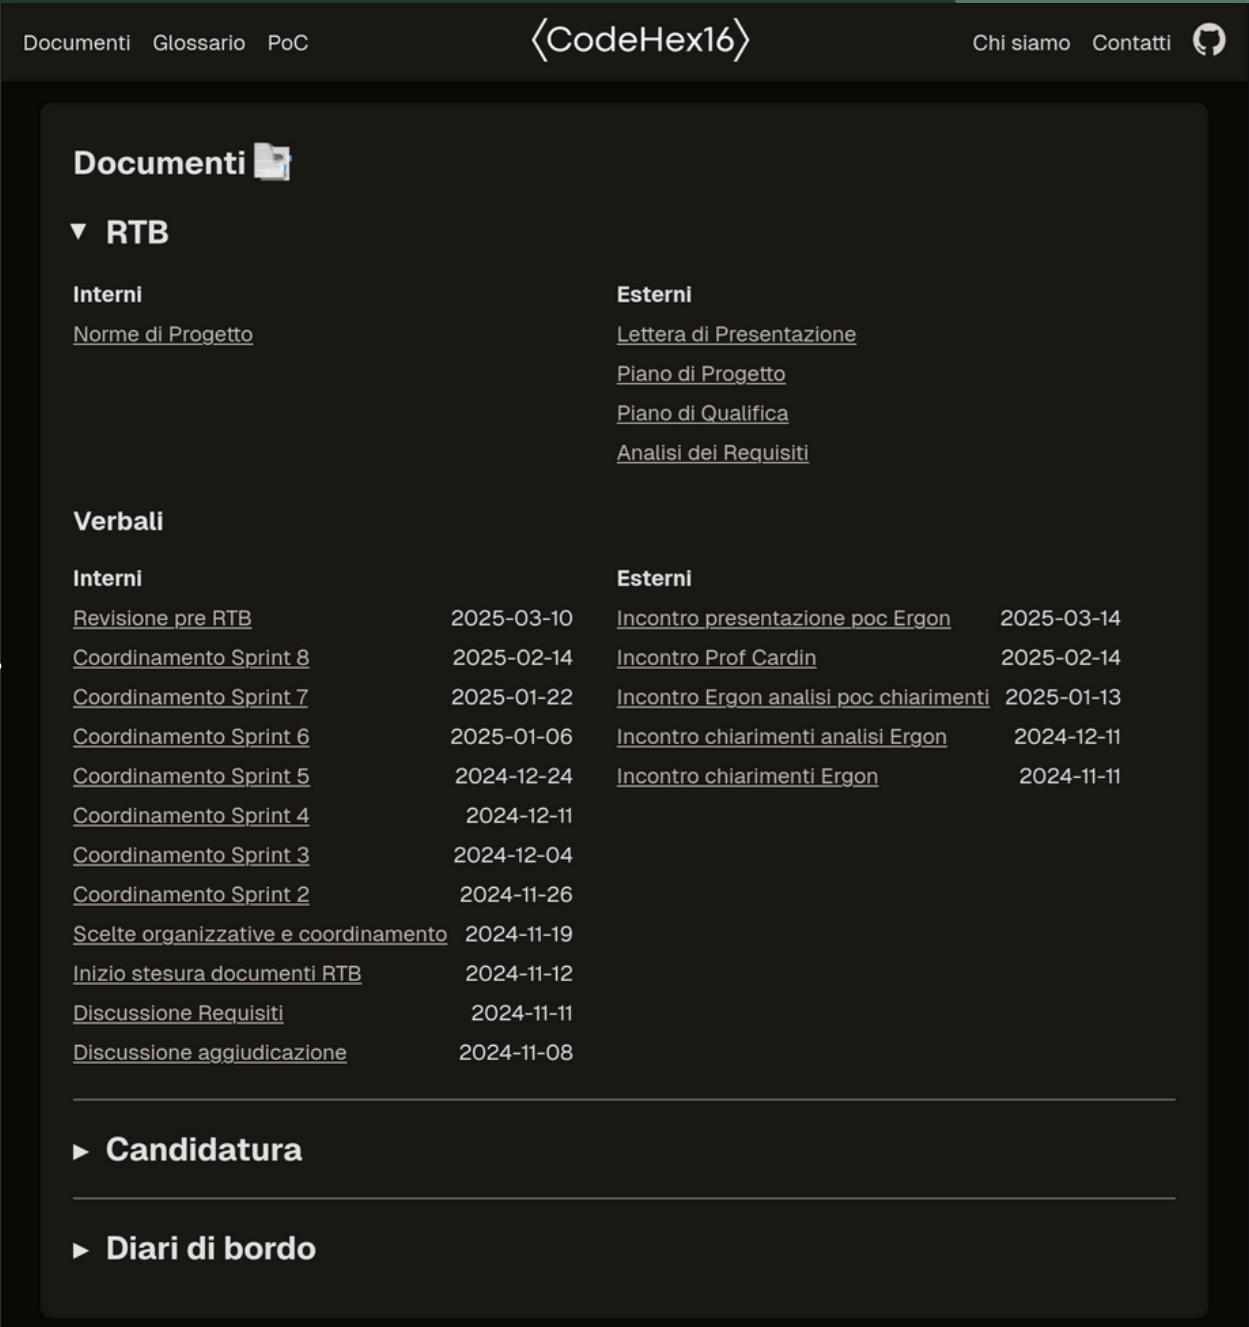 Documenti Glossario PoC
⟨CodeHex16⟩
Chi siamo Contatti
Documenti
RTB
Interni
Norme di Progetto
Esterni
Lettera di Presentazione
Piano di Progetto
Piano di Qualifica
Analisi dei Requisiti
Verbali
Interni
Revisione pre RTB 2025-03-10
Coordinamento Sprint 8 2025-02-14
Coordinamento Sprint 7 2025-01-22
Coordinamento Sprint 6 2025-01-06
Coordinamento Sprint 5 2024-12-24
Coordinamento Sprint 4 2024-12-11
Coordinamento Sprint 3 2024-12-04
Coordinamento Sprint 2 2024-11-26
Scelte organizzative e coordinamento 2024-11-19
Inizio stesura documenti RTB 2024-11-12
Discussione Requisiti 2024-11-11
Discussione aggiudicazione 2024-11-08
Esterni
Incontro presentazione poc Ergon 2025-03-14
Incontro Prof Cardin 2025-02-14
Incontro Ergon analisi poc chiarimenti 2025-01-13
Incontro chiarimenti analisi Ergon 2024-12-11
Incontro chiarimenti Ergon 2024-11-11
Candidatura
Diari di bordo